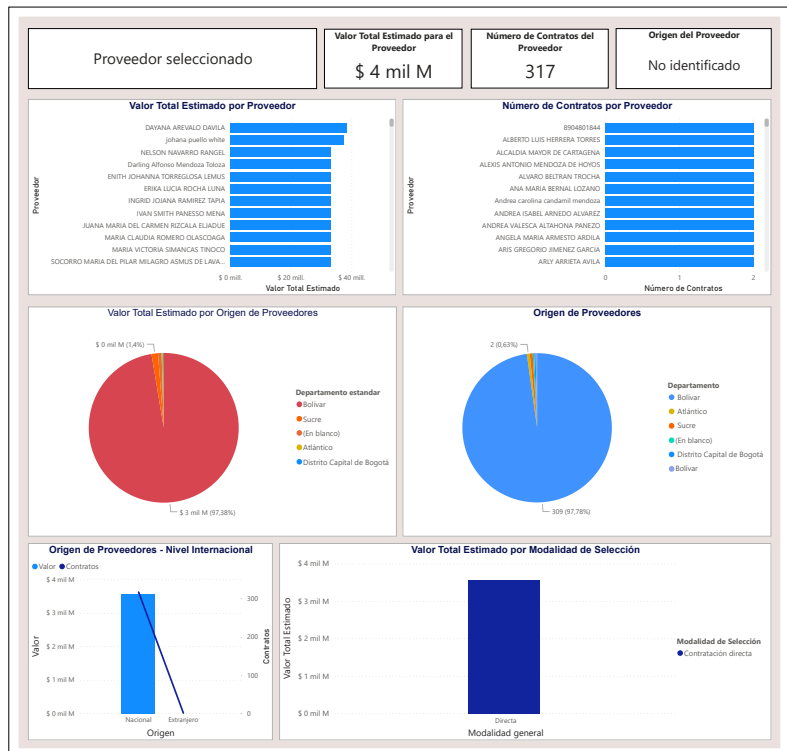 Proveedor seleccionado
Valor Total Estimado para el
Proveedor
$ 4 mil M
Número de Contratos del
Proveedor
317
Origen del Proveedor
No identificado
Valor Total Estimado por Proveedor
Proveedor
DAYANA AREVALO DAVILA
johana puello white
NELSON NAVARRO RANGEL
Darling Alfonso Mendoza Toloza
ENITH JOHANNA TORREGLOSA LEMUS
ERIKA LUCIA ROCHA LUNA
INGRID JOJANA RAMIREZ TAPIA
IVAN SMITH PANESSO MENA
JUANA MARIA DEL CARMEN RIZCALA ELJADUE
MARIA CLAUDIA ROMERO OLASCOAGA
MARIA VICTORIA SIMANCAS TINOCO
SOCORRO MARIA DEL PILAR MILAGRO ASMUS DE LAVA...
$ 0 mill.
$ 20 mill.
$ 40 mill.
Valor Total Estimado
Número de Contratos por Proveedor
Proveedor
8904801844
ALBERTO LUIS HERRERA TORRES
ALCALDIA MAYOR DE CARTAGENA
ALEXIS ANTONIO MENDOZA DE HOYOS
ALVARO BELTRAN TROCHA
ANA MARIA BERNAL LOZANO
Andrea carolina candamil mendoza
ANDREA ISABEL ARNEDO ALVAREZ
ANDREA VALESCA ALTAHONA PANEZO
ANGELA MARIA ARMESTO ARDILA
ARIS GREGORIO JIMENEZ GARCIA
ARLY ARRIETA AVILA
0
1
2
Número de Contratos
Valor Total Estimado por Origen de Proveedores
$ 0 mil M (1,4%)
$ 3 mil M (97,38%)
Departamento estandar
Bolívar
Sucre
(En blanco)
Atlántico
Distrito Capital de Bogotá
Origen de Proveedores
2 (0,63%)
309 (97,78%)
Departamento
Bolívar
Atlántico
Sucre
(En blanco)
Distrito Capital de Bogotá
Bolivar
Origen de Proveedores - Nivel Internacional
Valor
Contratos
$ 4 mil M
$ 3 mil M
$ 2 mil M
$ 1 mil M
$ 0 mil M
Valor
300
200
100
0
Contratos
Nacional
Extranjero
Origen
Valor Total Estimado por Modalidad de Selección
$ 4 mil M
$ 3 mil M
$ 2 mil M
$ 1 mil M
$ 0 mil M
Valor Total Estimado
Directa
Modalidad general
Modalidad de Selección
Contratación directa